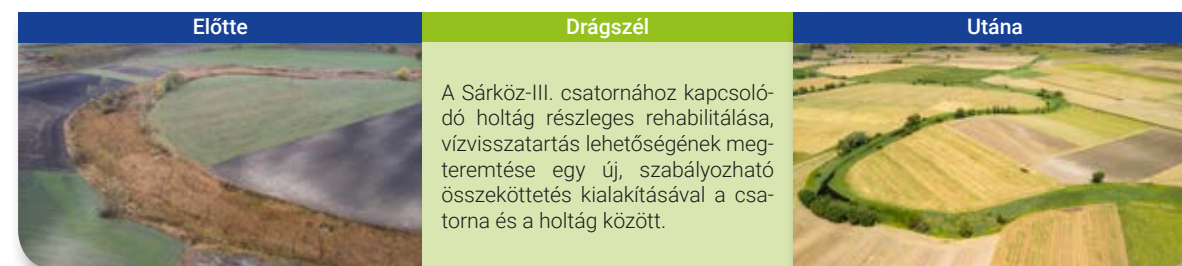 Előtte
Drágszél
Utána
A Sárköz-III. csatornához kapcsoló-
dó holtág részleges rehabilitálása,
vízvisszatartás lehetőségének meg-
teremtése egy új, szabályozható
összeköttetés kialakításával a csa-
torna és a holtág között.